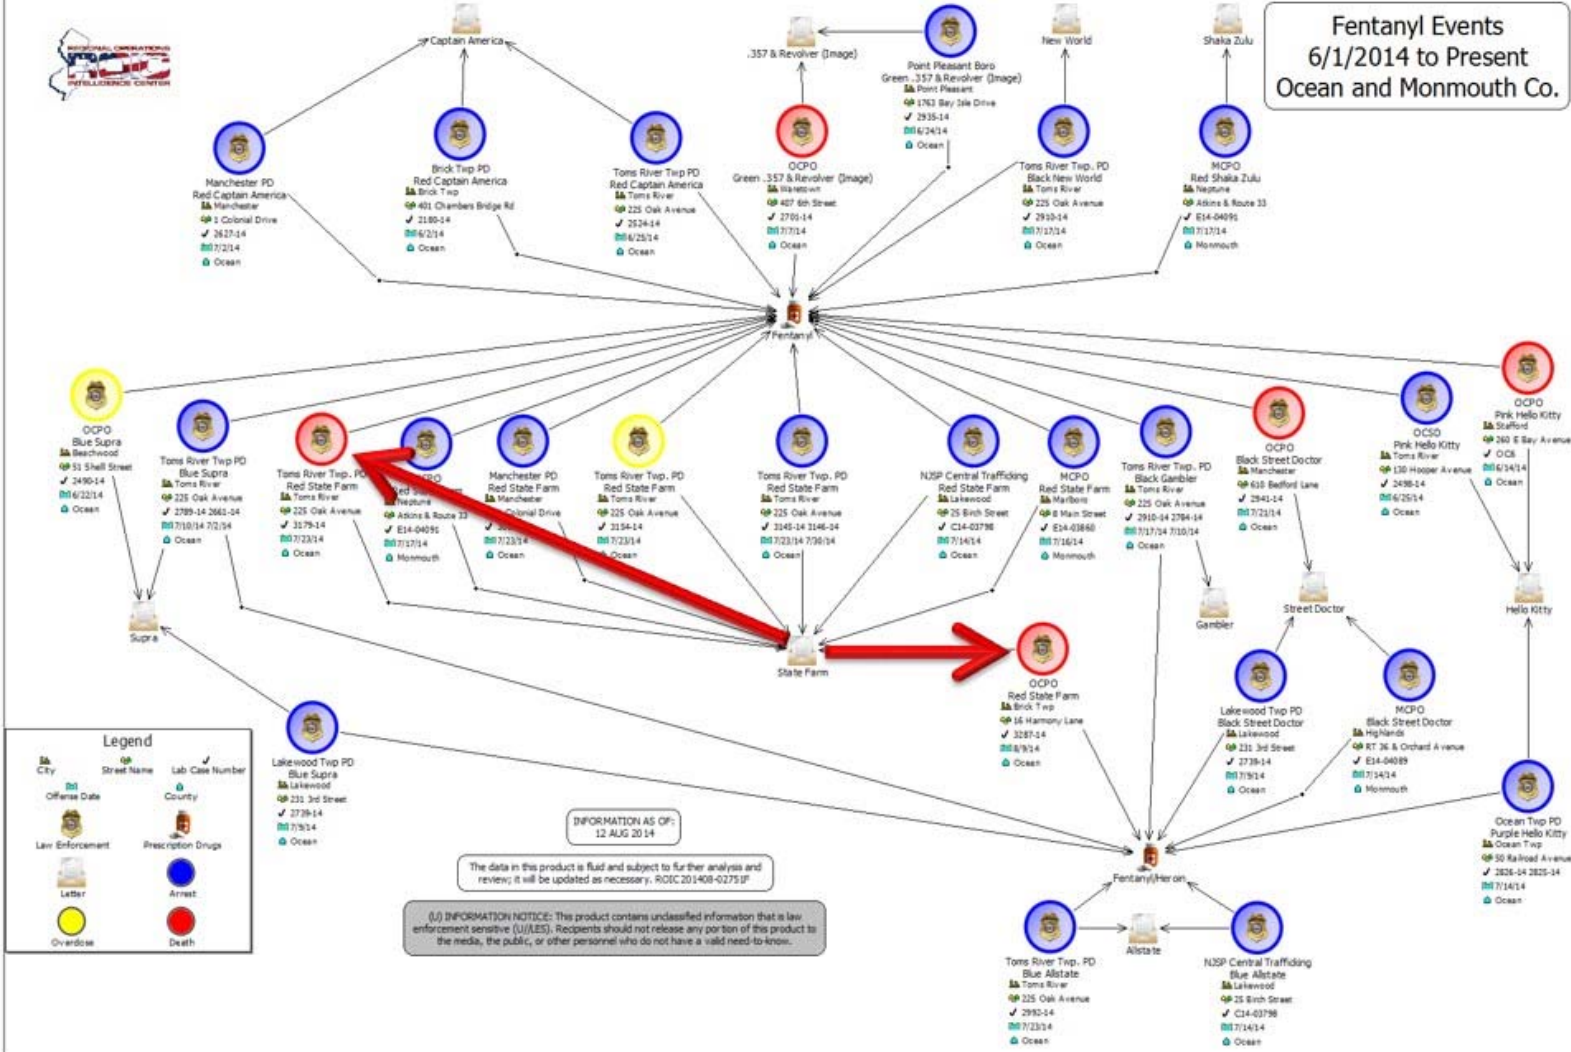 REGIONAL OPERATIONS
ROIC
INTELLIGENCE CENTER
Captain America
.357 & Revolver (Image)
New World
Shaka Zulu
Fentanyl Events
6/1/2014 to Present
Ocean and Monmouth Co.
Point Pleasant Boro
Green .357 & Revolver (Image)
Point Pleasant
1763 Bay Isle Drive
2935-14
6/24/14
Ocean
Manchester PD
Red Captain America
Manchester
1 Colonial Drive
2627-14
7/2/14
Ocean
Brick Twp PD
Red Captain America
Brick Twp
401 Chambers Bridge Rd
2180-14
6/2/14
Ocean
Toms River Twp PD
Red Captain America
Toms River
225 Oak Avenue
2524-14
6/25/14
Ocean
OCPO
Green .357 & Revolver (Image)
Waretown
407 6th Street
2701-14
7/7/14
Ocean
Toms River Twp. PD
Black New World
Toms River
225 Oak Avenue
2910-14
7/17/14
Ocean
MCPO
Red Shaka Zulu
Neptune
Atkins & Route 33
E14-04091
7/17/14
Monmouth
Fentanyl
OCPO
Blue Supra
Beachwood
51 Shell Street
2490-14
6/22/14
Ocean
Toms River Twp PD
Blue Supra
Toms River
225 Oak Avenue
2789-14 2661-14
7/10/14 7/2/14
Ocean
Toms River Twp. PD
Red State Farm
Toms River
225 Oak Avenue
3179-14
7/23/14
Ocean
Neptune
Atkins & Route 33
E14-04091
7/17/14
Monmouth
Manchester PD
Red State Farm
Manchester
Colonial Drive
7/23/14
Ocean
Toms River Twp. PD
Red State Farm
Toms River
225 Oak Avenue
3154-14
7/23/14
Ocean
Toms River Twp. PD
Red State Farm
Toms River
225 Oak Avenue
3145-14 3146-14
7/23/14 7/30/14
Ocean
NJSP Central Trafficking
Red State Farm
Lakewood
25 Birch Street
C14-03798
7/14/14
Ocean
MCPO
Red State Farm
Marlboro
8 Main Street
E14-03860
7/16/14
Monmouth
Toms River Twp. PD
Black Gambler
Toms River
225 Oak Avenue
2910-14 2784-14
7/17/14 7/10/14
Ocean
OCPO
Black Street Doctor
Manchester
610 Bedford Lane
2941-14
7/21/14
Ocean
OCSO
Pink Hello Kitty
Toms River
130 Hooper Avenue
2498-14
6/25/14
Ocean
OCPO
Pink Hello Kitty
Stafford
260 E Bay Avenue
OC6
6/14/14
Ocean
Supra
State Farm
Gambler
Street Doctor
Hello Kitty
OCPO
Red State Farm
Brick Twp
16 Harmony Lane
3287-14
8/9/14
Ocean
Lakewood Twp PD
Black Street Doctor
Lakewood
231 3rd Street
2739-14
7/9/14
Ocean
MCPO
Black Street Doctor
Highlands
RT 36 & Orchard Avenue
E14-04089
7/14/14
Monmouth
Lakewood Twp PD
Blue Supra
Lakewood
231 3rd Street
2739-14
7/9/14
Ocean
Ocean Twp PD
Purple Hello Kitty
Ocean Twp
50 Railroad Avenue
2826-14 2825-14
7/14/14
Ocean
Fentanyl/Heroin
Allstate
Toms River Twp. PD
Blue Allstate
Toms River
225 Oak Avenue
2992-14
7/23/14
Ocean
NJSP Central Trafficking
Blue Allstate
Lakewood
25 Birch Street
C14-03798
7/14/14
Ocean
Legend
City
Street Name
Lab Case Number
Offense Date
County
Law Enforcement
Prescription Drugs
Letter
Arrest
Overdose
Death
INFORMATION AS OF:
12 AUG 2014
The data in this product is fluid and subject to further analysis and
review; it will be updated as necessary. ROIC201408-02751F
(U) INFORMATION NOTICE: This product contains unclassified information that is law
enforcement sensitive (U//LES). Recipients should not release any portion of this product to
the media, the public, or other personnel who do not have a valid need-to-know.